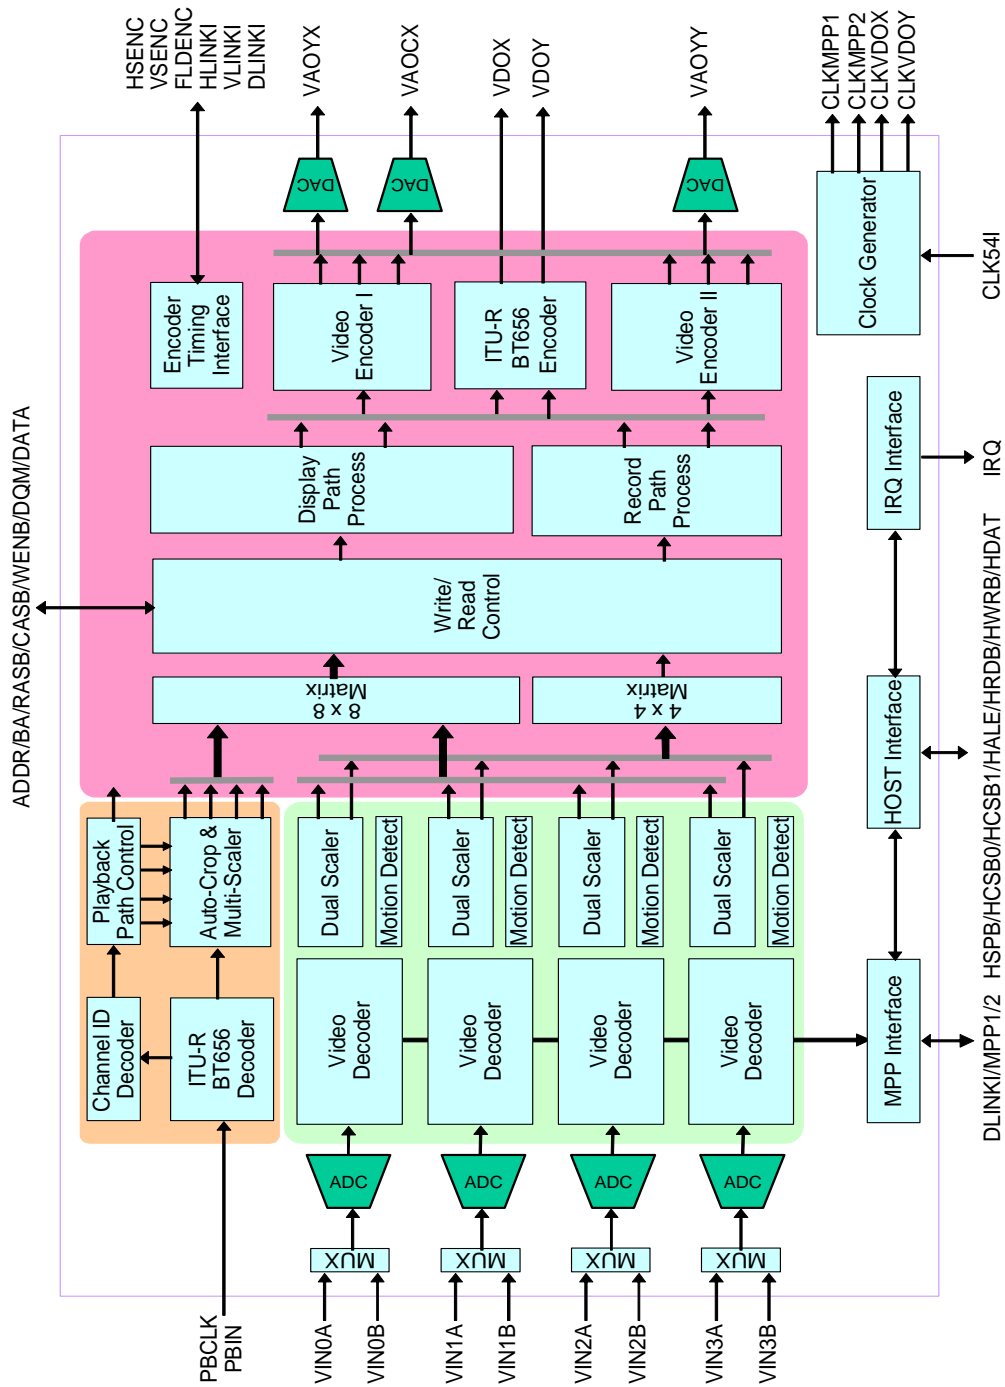 ADDR/BA/RASB/CASB/WENB/DQM/DATA
HSENC
VSENC
FLDENC
HLINKI
VLINKI
DLINKI
PBCLK
PBIN
Channel ID
Decoder
ITU-R
BT656
Decoder
Playback
Path Control
Auto-Crop &
Multi-Scaler
VIN0A
VIN0B
MUX
ADC
Video
Decoder
Dual Scaler
Motion Detect
VIN1A
VIN1B
MUX
ADC
Video
Decoder
Dual Scaler
Motion Detect
VIN2A
VIN2B
MUX
ADC
Video
Decoder
Dual Scaler
Motion Detect
VIN3A
VIN3B
MUX
ADC
Video
Decoder
Dual Scaler
Motion Detect
8 x 8
Matrix
4 x 4
Matrix
Write/
Read
Control
Display
Path
Process
Record
Path
Process
Encoder
Timing
Interface
Video
Encoder I
ITU-R
BT656
Encoder
Video
Encoder II
DAC
DAC
DAC
VAOYX
VAOCX
VDOX
VDOY
VAOYY
MPP Interface
HOST Interface
IRQ Interface
Clock Generator
CLKMPP1
CLKMPP2
CLKVDOX
CLKVDOY
DLINKI/MPP1/2
HSPB/HCSB0/HCSB1/HALE/HRDB/HWRB/HDAT
IRQ
CLK54I